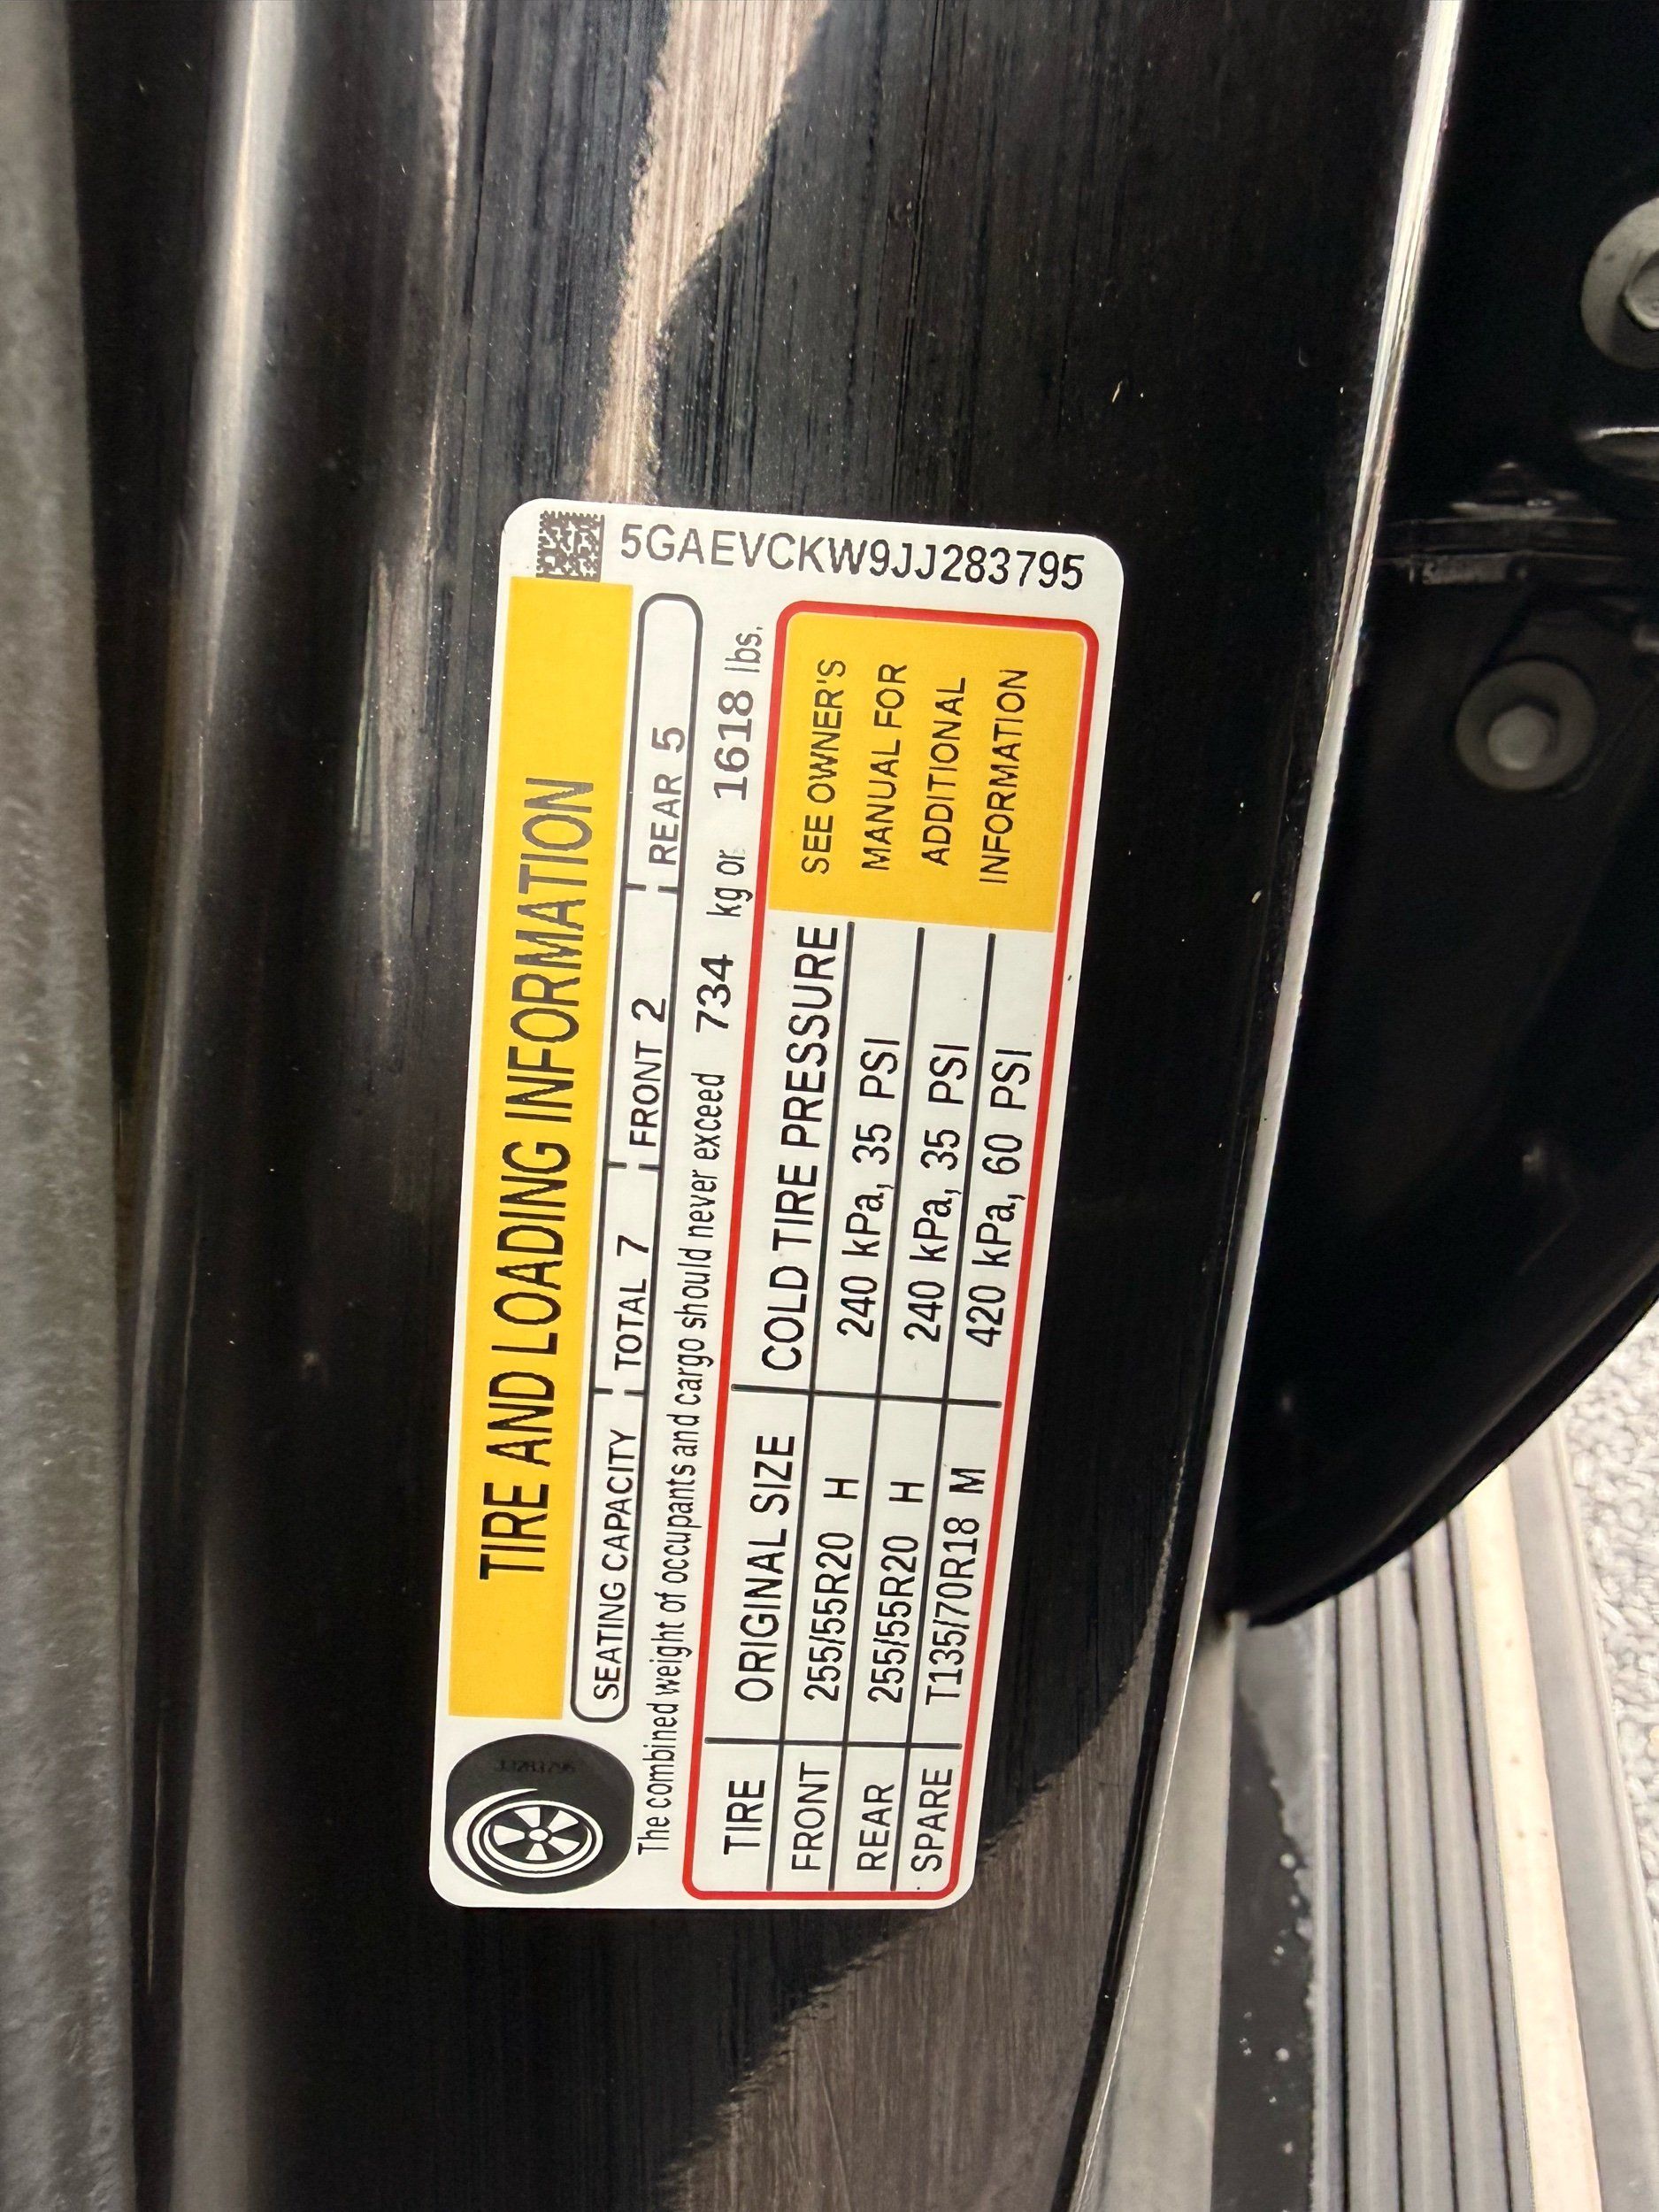 TIRE AND LOADING INFORMATION
SEATING CAPACITY TOTAL 7 FRONT 2 REAR 5
The combined weight of occupants and cargo should never exceed 734 kg or 1618 lbs.
TIRE ORIGINAL SIZE COLD TIRE PRESSURE
FRONT 255/55R20 H 240 kPa, 35 PSI
REAR 255/55R20 H 240 kPa, 35 PSI
SPARE T135/70R18 M 420 kPa, 60 PSI
SEE OWNER'S
MANUAL FOR
ADDITIONAL
INFORMATION
5GAEVCKW9JJ283795
JJ283795